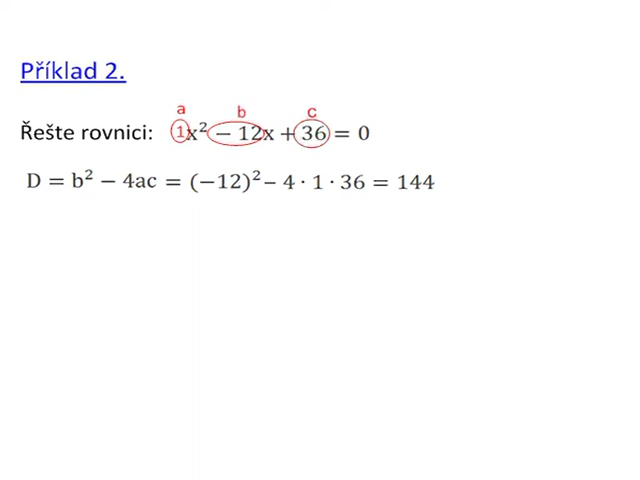 Příklad 2.
a b c
Řešte rovnici: 1x² − 12x + 36 = 0
D = b² − 4ac = (−12)² − 4 · 1 · 36 = 144